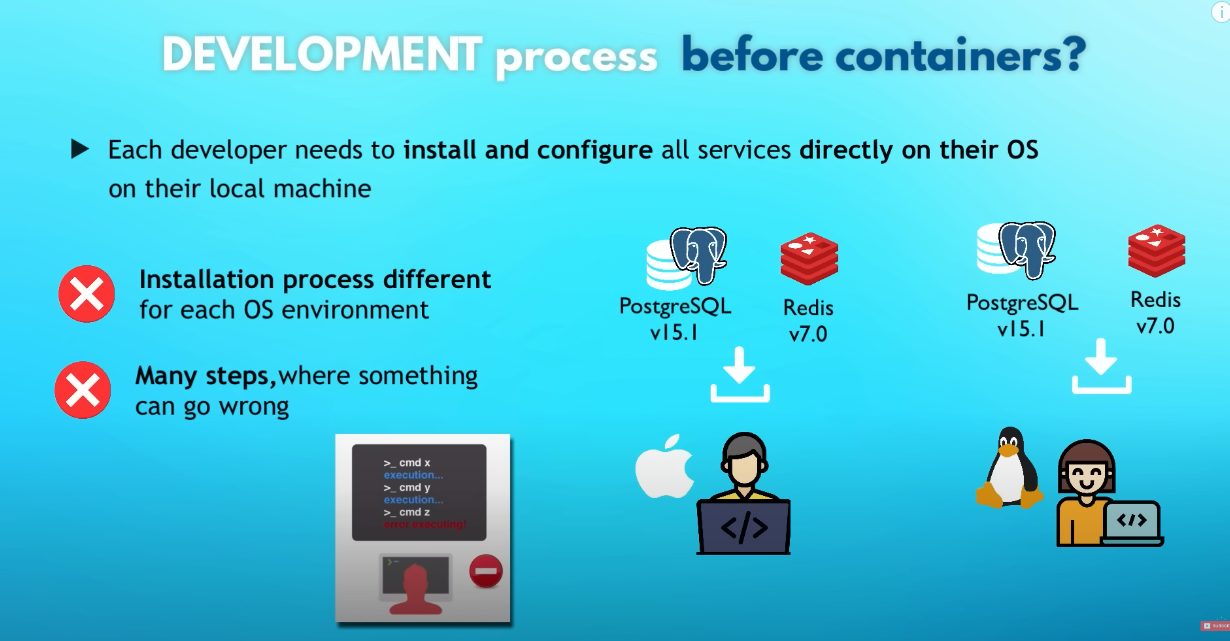 DEVELOPMENT process before containers?
Each developer needs to install and configure all services directly on their OS
on their local machine
Installation process different
for each OS environment
Many steps,where something
can go wrong
PostgreSQL
v15.1
Redis
v7.0
PostgreSQL
v15.1
Redis
v7.0
>_ cmd x
execution...
>_ cmd y
execution...
>_ cmd z
error executing!
>-
</>
</>
i